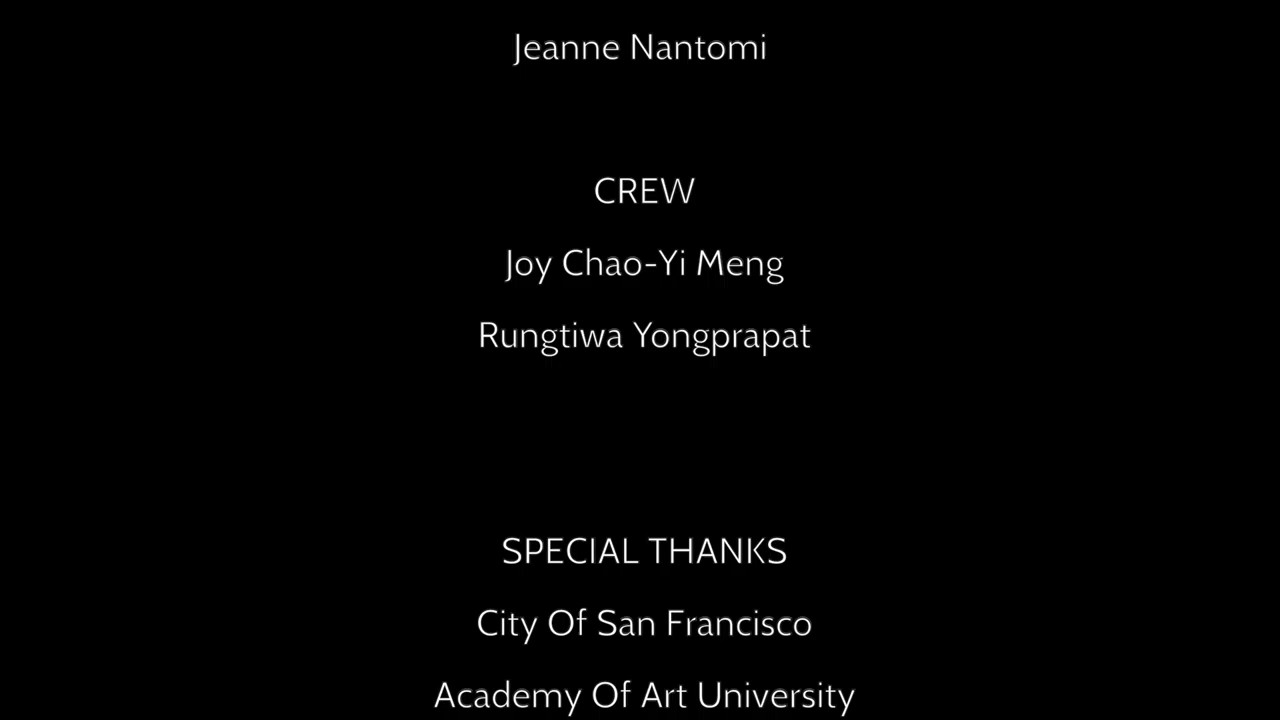 Jeanne Nantomi
CREW
Joy Chao-Yi Meng
Rungtiwa Yongprapat
SPECIAL THANKS
City Of San Francisco
Academy Of Art University